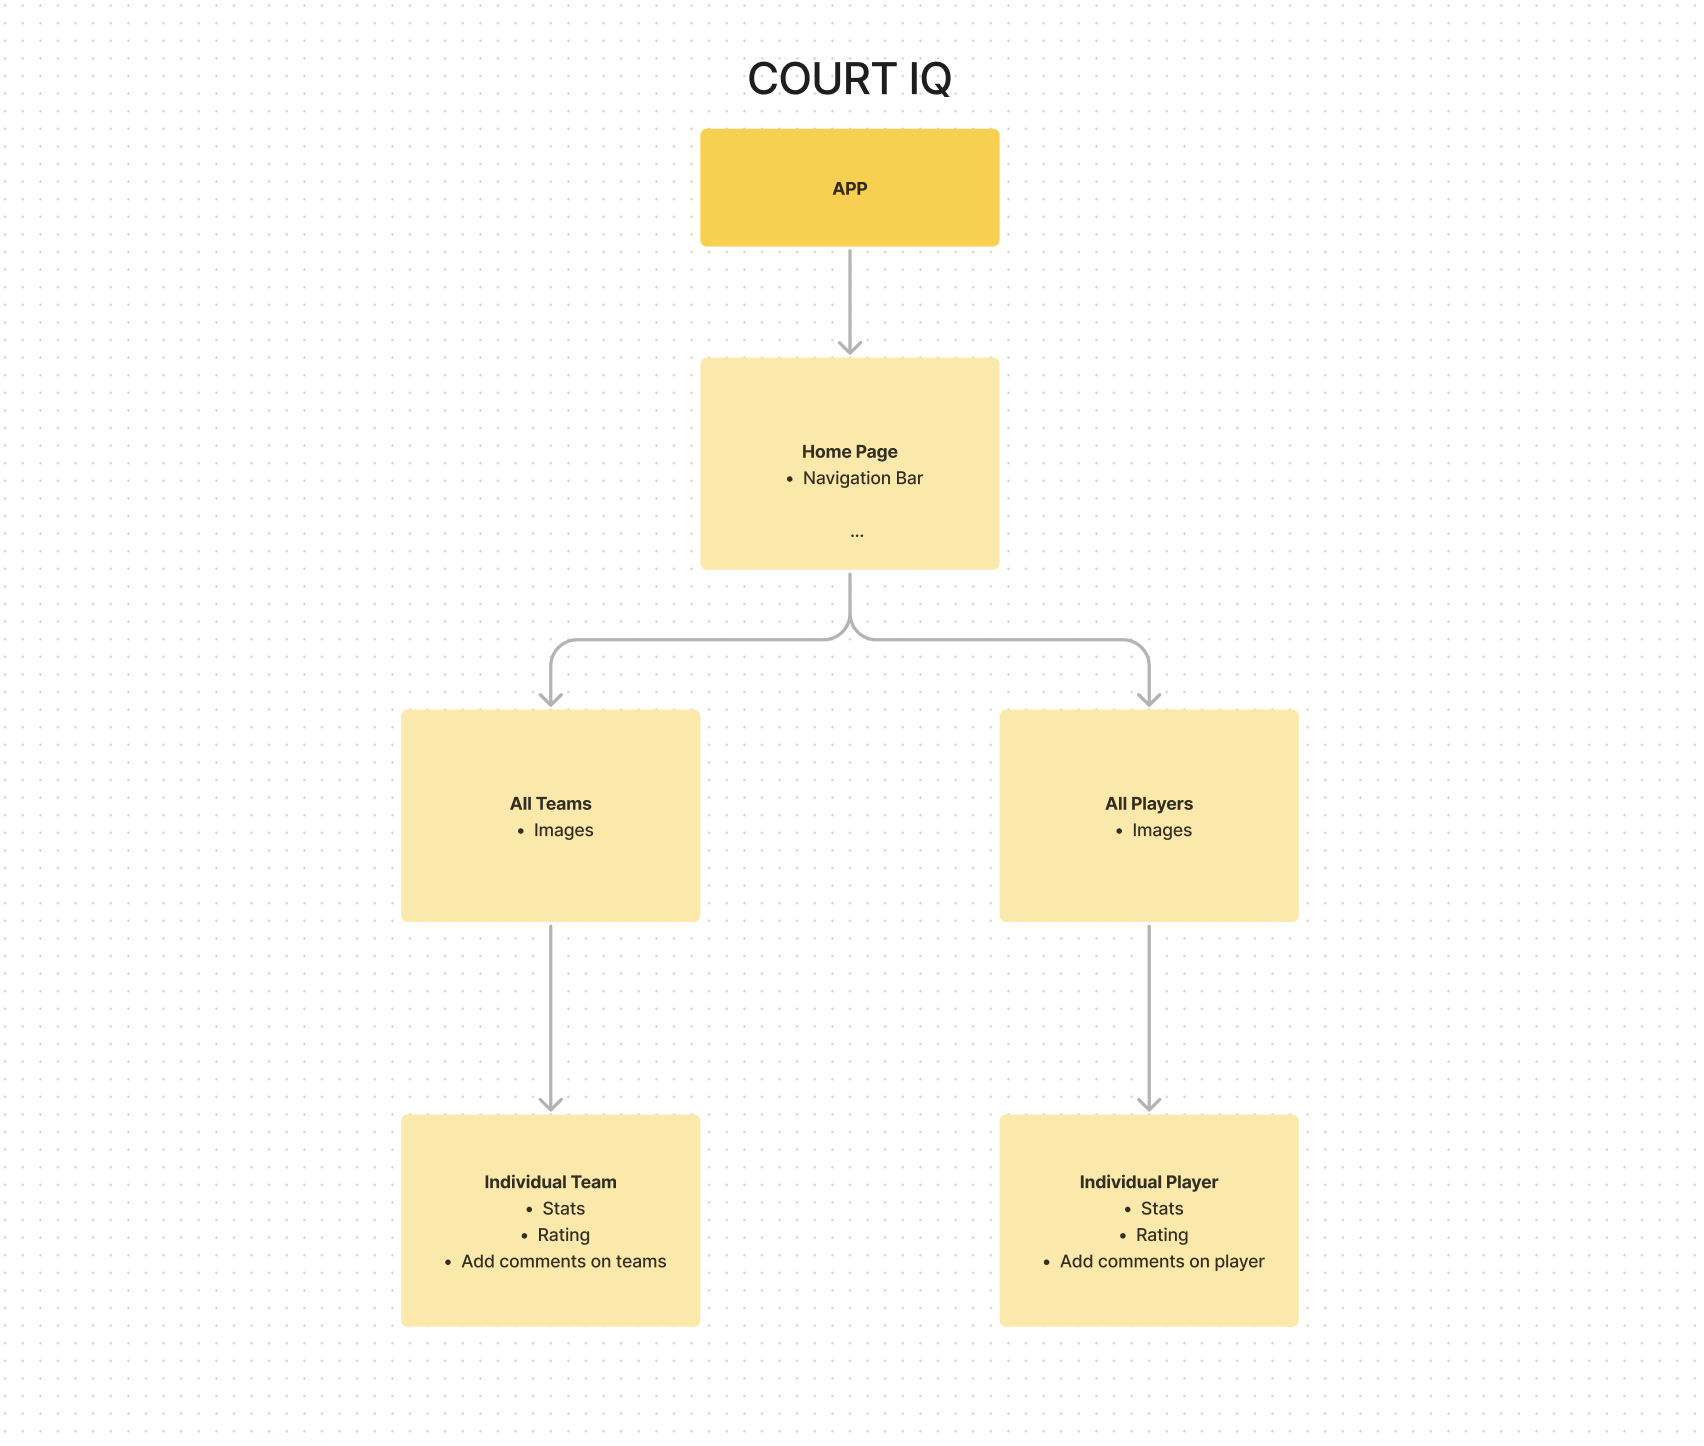 COURT IQ
APP
Home Page
• Navigation Bar
...
All Teams
• Images
All Players
• Images
Individual Team
• Stats
• Rating
• Add comments on teams
Individual Player
• Stats
• Rating
• Add comments on player